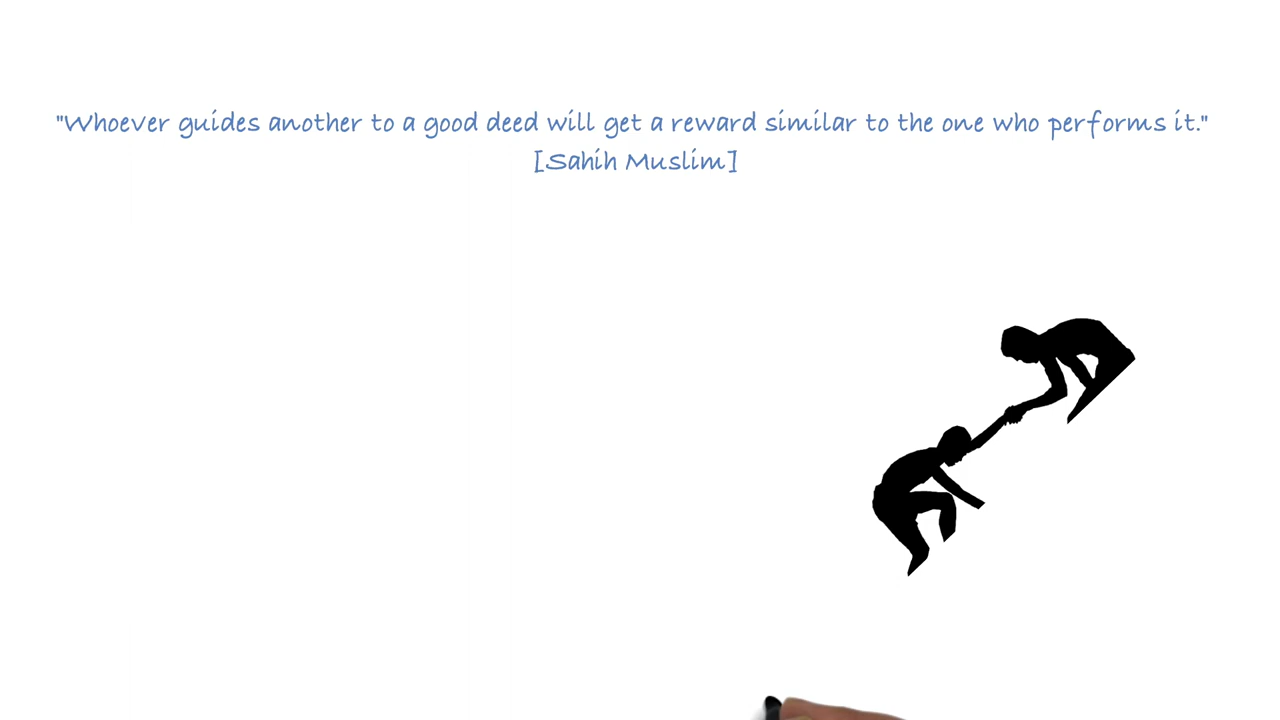 "Whoever guides another to a good deed will get a reward similar to the one who performs it."
[Sahih Muslim]